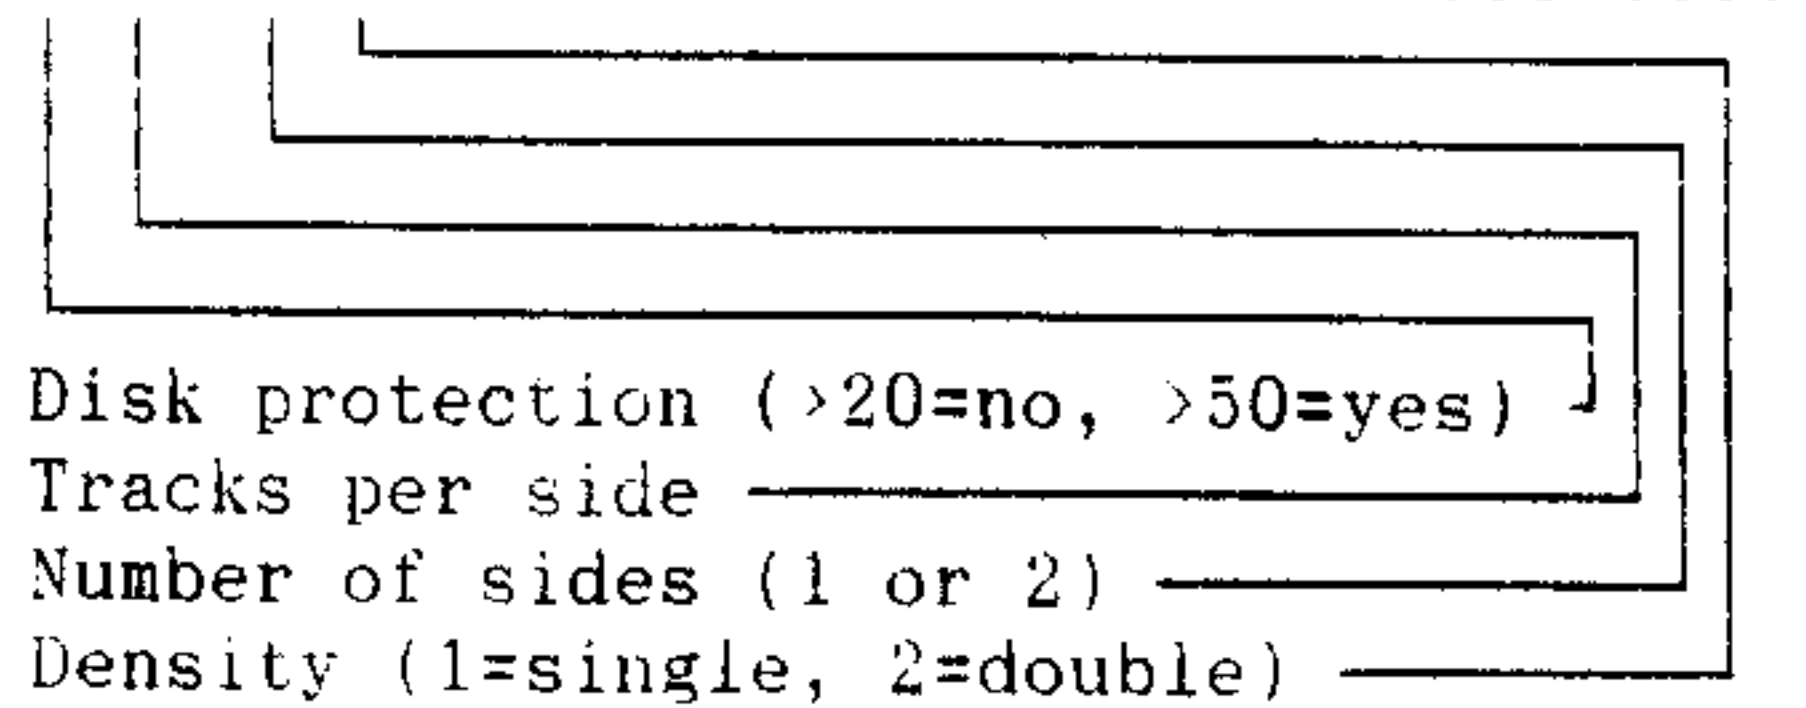 Disk protection (>20=no, >50=yes)
Tracks per side
Number of sides (1 or 2)
Density (1=single, 2=double)